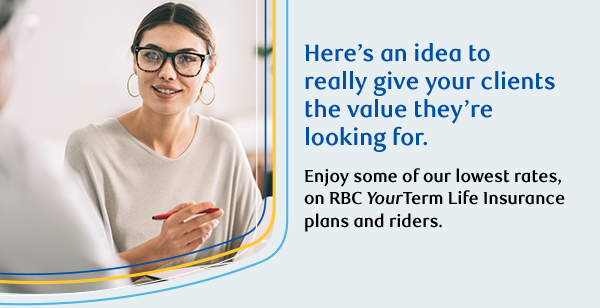 Here’s an idea to
really give your clients
the value they’re
looking for.
Enjoy some of our lowest rates,
on RBC YourTerm Life Insurance
plans and riders.